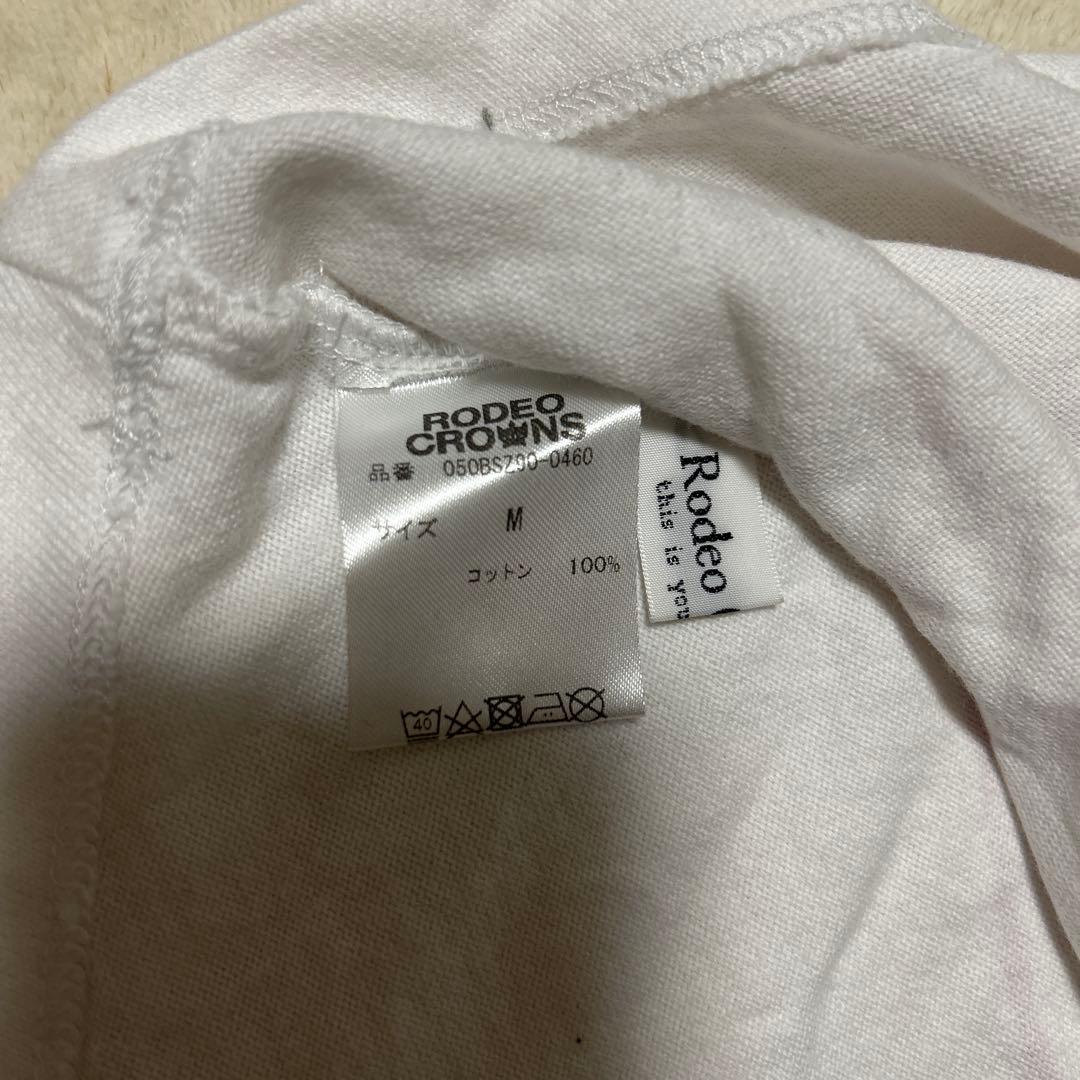 RODEO
CROWNS
品番 050BSZ90-0460
サイズ M
コットン 100%
40
Rodeo
this is you